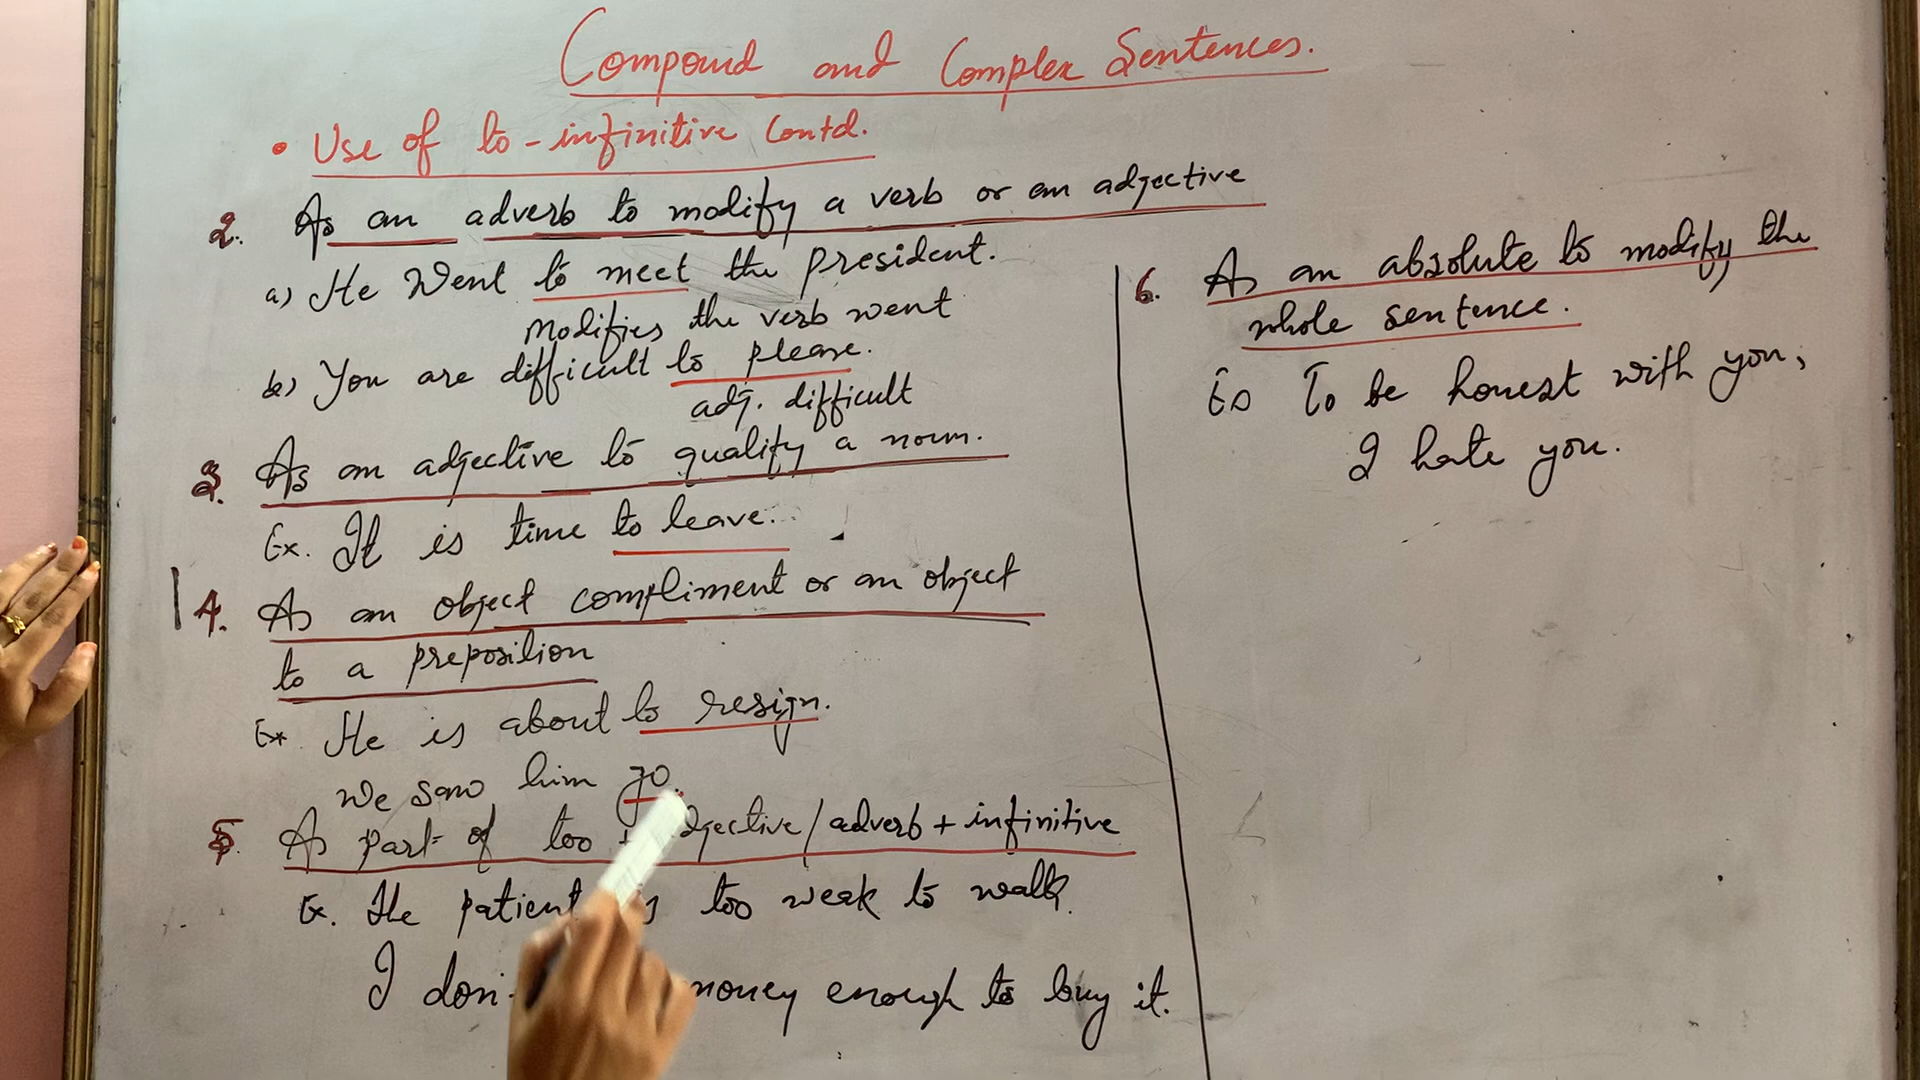 Compound and Complex Sentences.
• Use of to-infinitive Contd.
2. As an adverb to modify a verb or an adjective
a) He went to meet the president.
Modifies the verb went
b) You are difficult to please.
adj. difficult
3. As an adjective to qualify a noun.
Ex. It is time to leave.
4. As an object compliment or an object
to a preposition
Ex He is about to resign.
We saw him go.
5. As part of too + adjective/adverb + infinitive
Ex. The patient is too weak to walk.
I don money enough to buy it.
6. As an absolute to modify the
whole sentence.
Ex To be honest with you,
I hate you.